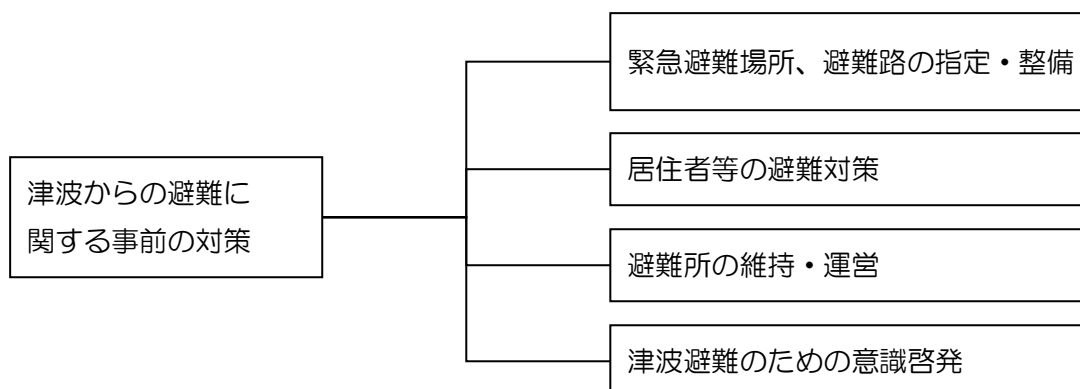 津波からの避難に
関する事前の対策
緊急避難場所、避難路の指定・整備
居住者等の避難対策
避難所の維持・運営
津波避難のための意識啓発